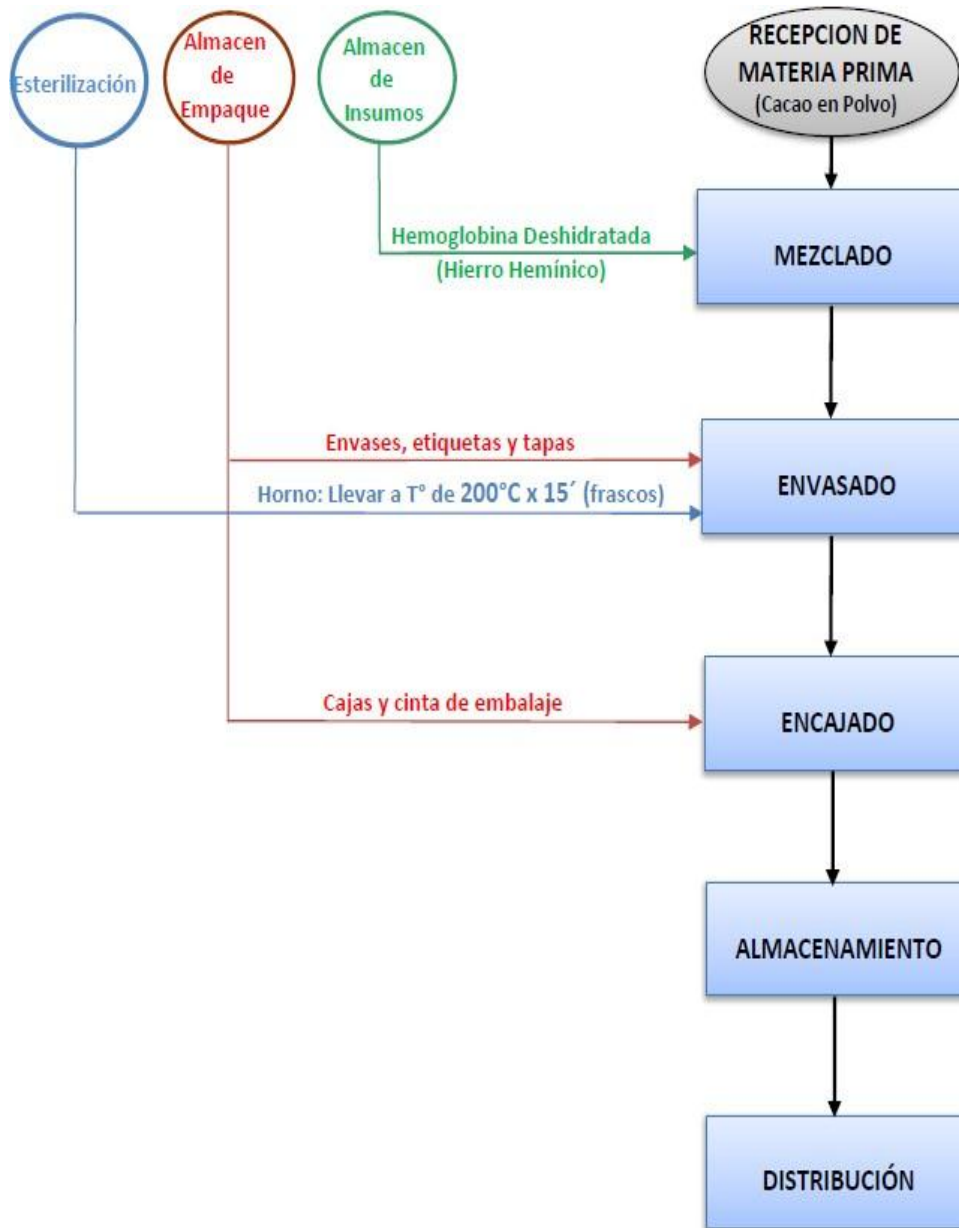 Esterilización
Almacen
de
Empaque
Almacen
de
Insumos
RECEPCION DE
MATERIA PRIMA
(Cacao en Polvo)
Hemoglobina Deshidratada
(Hierro Hemínico)
MEZCLADO
Envases, etiquetas y tapas
Horno: Llevar a T° de 200°C x 15´ (frascos)
ENVASADO
Cajas y cinta de embalaje
ENCAJADO
ALMACENAMIENTO
DISTRIBUCIÓN